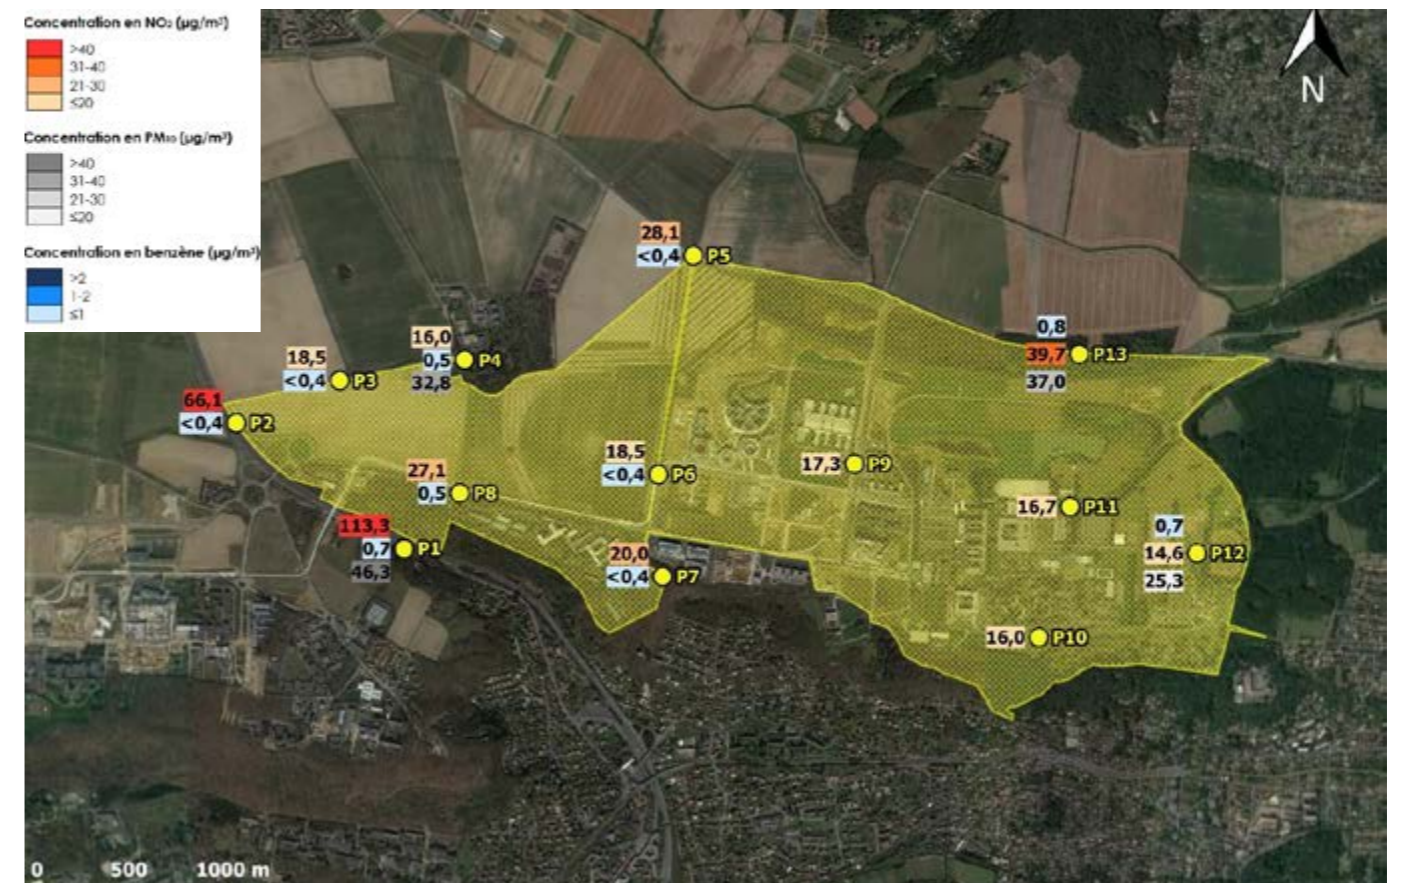 Concentration en NO₂ (µg/m³)
>40
31-40
21-30
≤20
Concentration en PM₁₀ (µg/m³)
>40
31-40
21-30
≤20
Concentration en benzène (µg/m³)
>2
1-2
≤1
N
28,1
<0,4 P5
0,8
39,7 P13
37,0
16,0
0,5 P4
32,8
18,5
<0,4 P3
66,1
<0,4 P2
18,5
<0,4 P6
17,3 P9
27,1
0,5 P8
16,7 P11
113,3
0,7 P1
46,3
0,7
14,6 P12
25,3
20,0
<0,4 P7
16,0 P10
0 500 1000 m